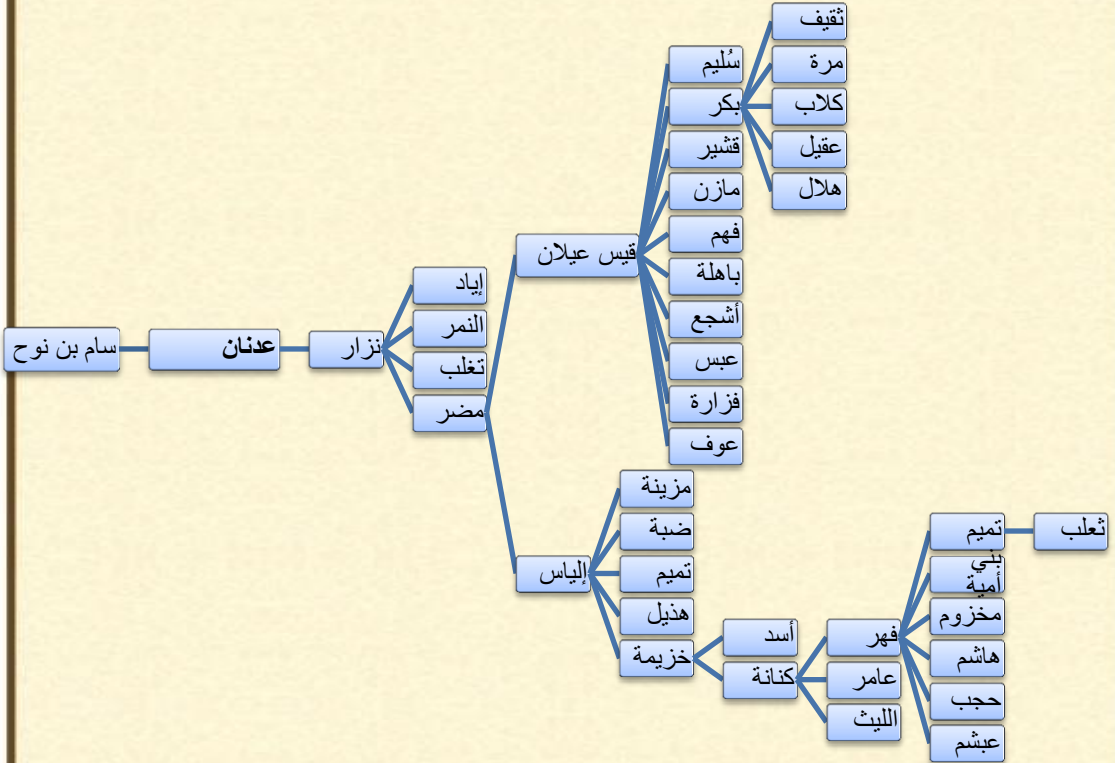 سام بن نوح
عدنان
نزار
إياد
النمر
تغلب
مضر
قيس عيلان
سُليم
بكر
ثقيف
مرة
كلاب
عقيل
هلال
قشير
مازن
فهم
باهلة
أشجع
عبس
فزارة
عوف
إلياس
مزينة
ضبة
تميم
هذيل
خزيمة
أسد
كنانة
فهر
تميم
ثعلب
بني
أمية
مخزوم
هاشم
حجب
عبشم
عامر
الليث